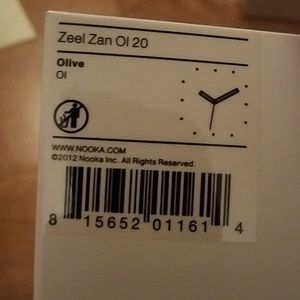 Zeel Zan Ol 20
Olive
Ol
WWW.NOOKA.COM
©2012 Nooka Inc. All Rights Reserved.
8 15652 01161 4